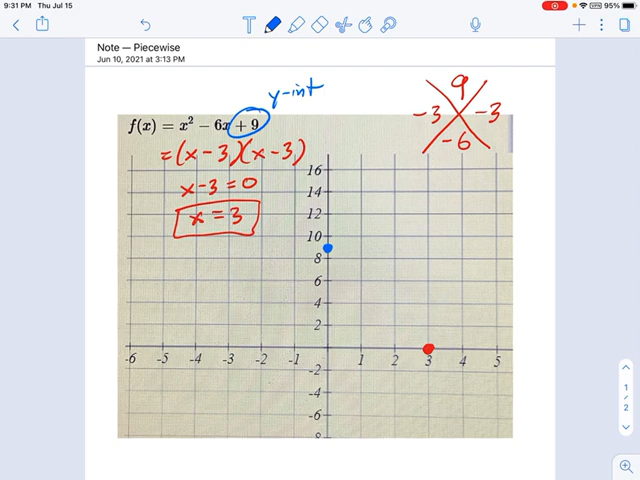 9:31 PM Thu Jul 15
VPN 95%
Note — Piecewise
Jun 10, 2021 at 3:13 PM
y-int
f(x) = x² − 6x + 9
= (x − 3)(x − 3)
x − 3 = 0
x = 3
9
−3 −3
−6
16
14
12
10
8
6
4
2
-6 -5 -4 -3 -2 -1 1 2 3 4 5
-2
-4
-6
1
2